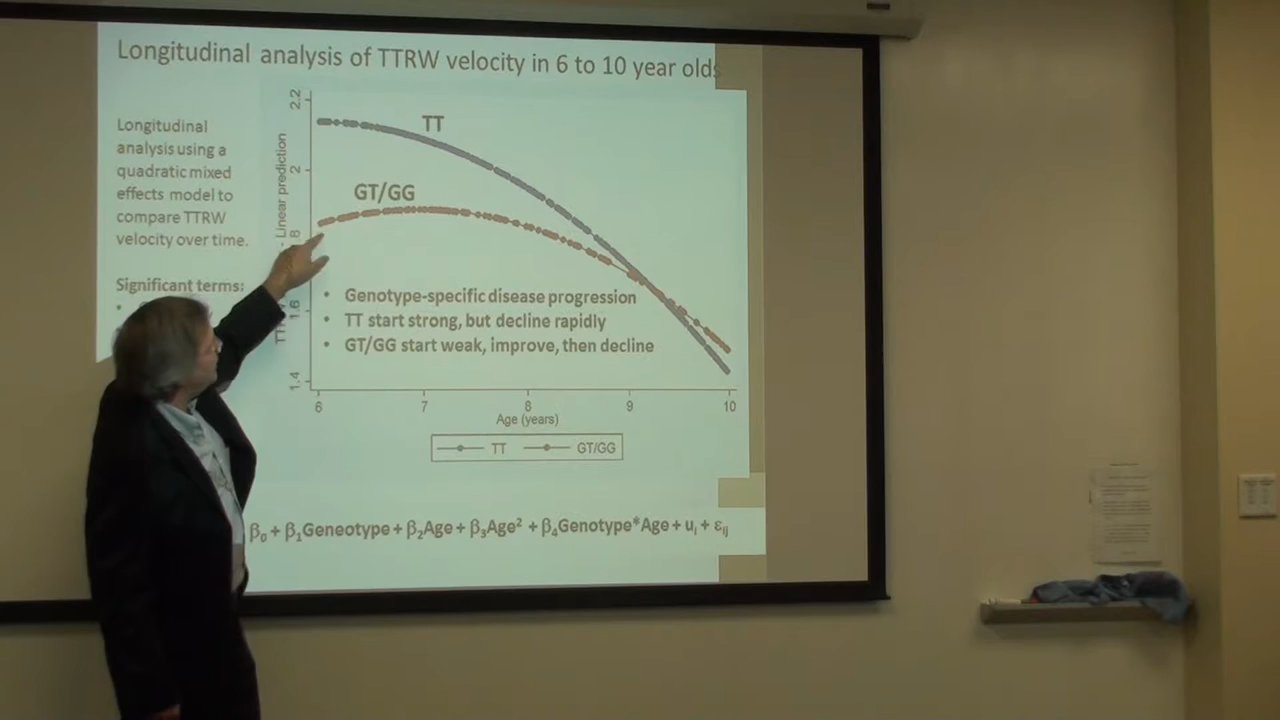 Longitudinal analysis of TTRW velocity in 6 to 10 year olds
Longitudinal
analysis using a
quadratic mixed
effects model to
compare TTRW
velocity over time.
Significant terms:
2.2
2
1.6
1.4
Linear prediction
TT
GT/GG
• Genotype-specific disease progression
• TT start strong, but decline rapidly
• GT/GG start weak, improve, then decline
6 7 8 9 10
Age (years)
TT GT/GG
β₀ + β₁Geneotype + β₂Age + β₃Age² + β₄Genotype*Age + uᵢ + εᵢⱼ